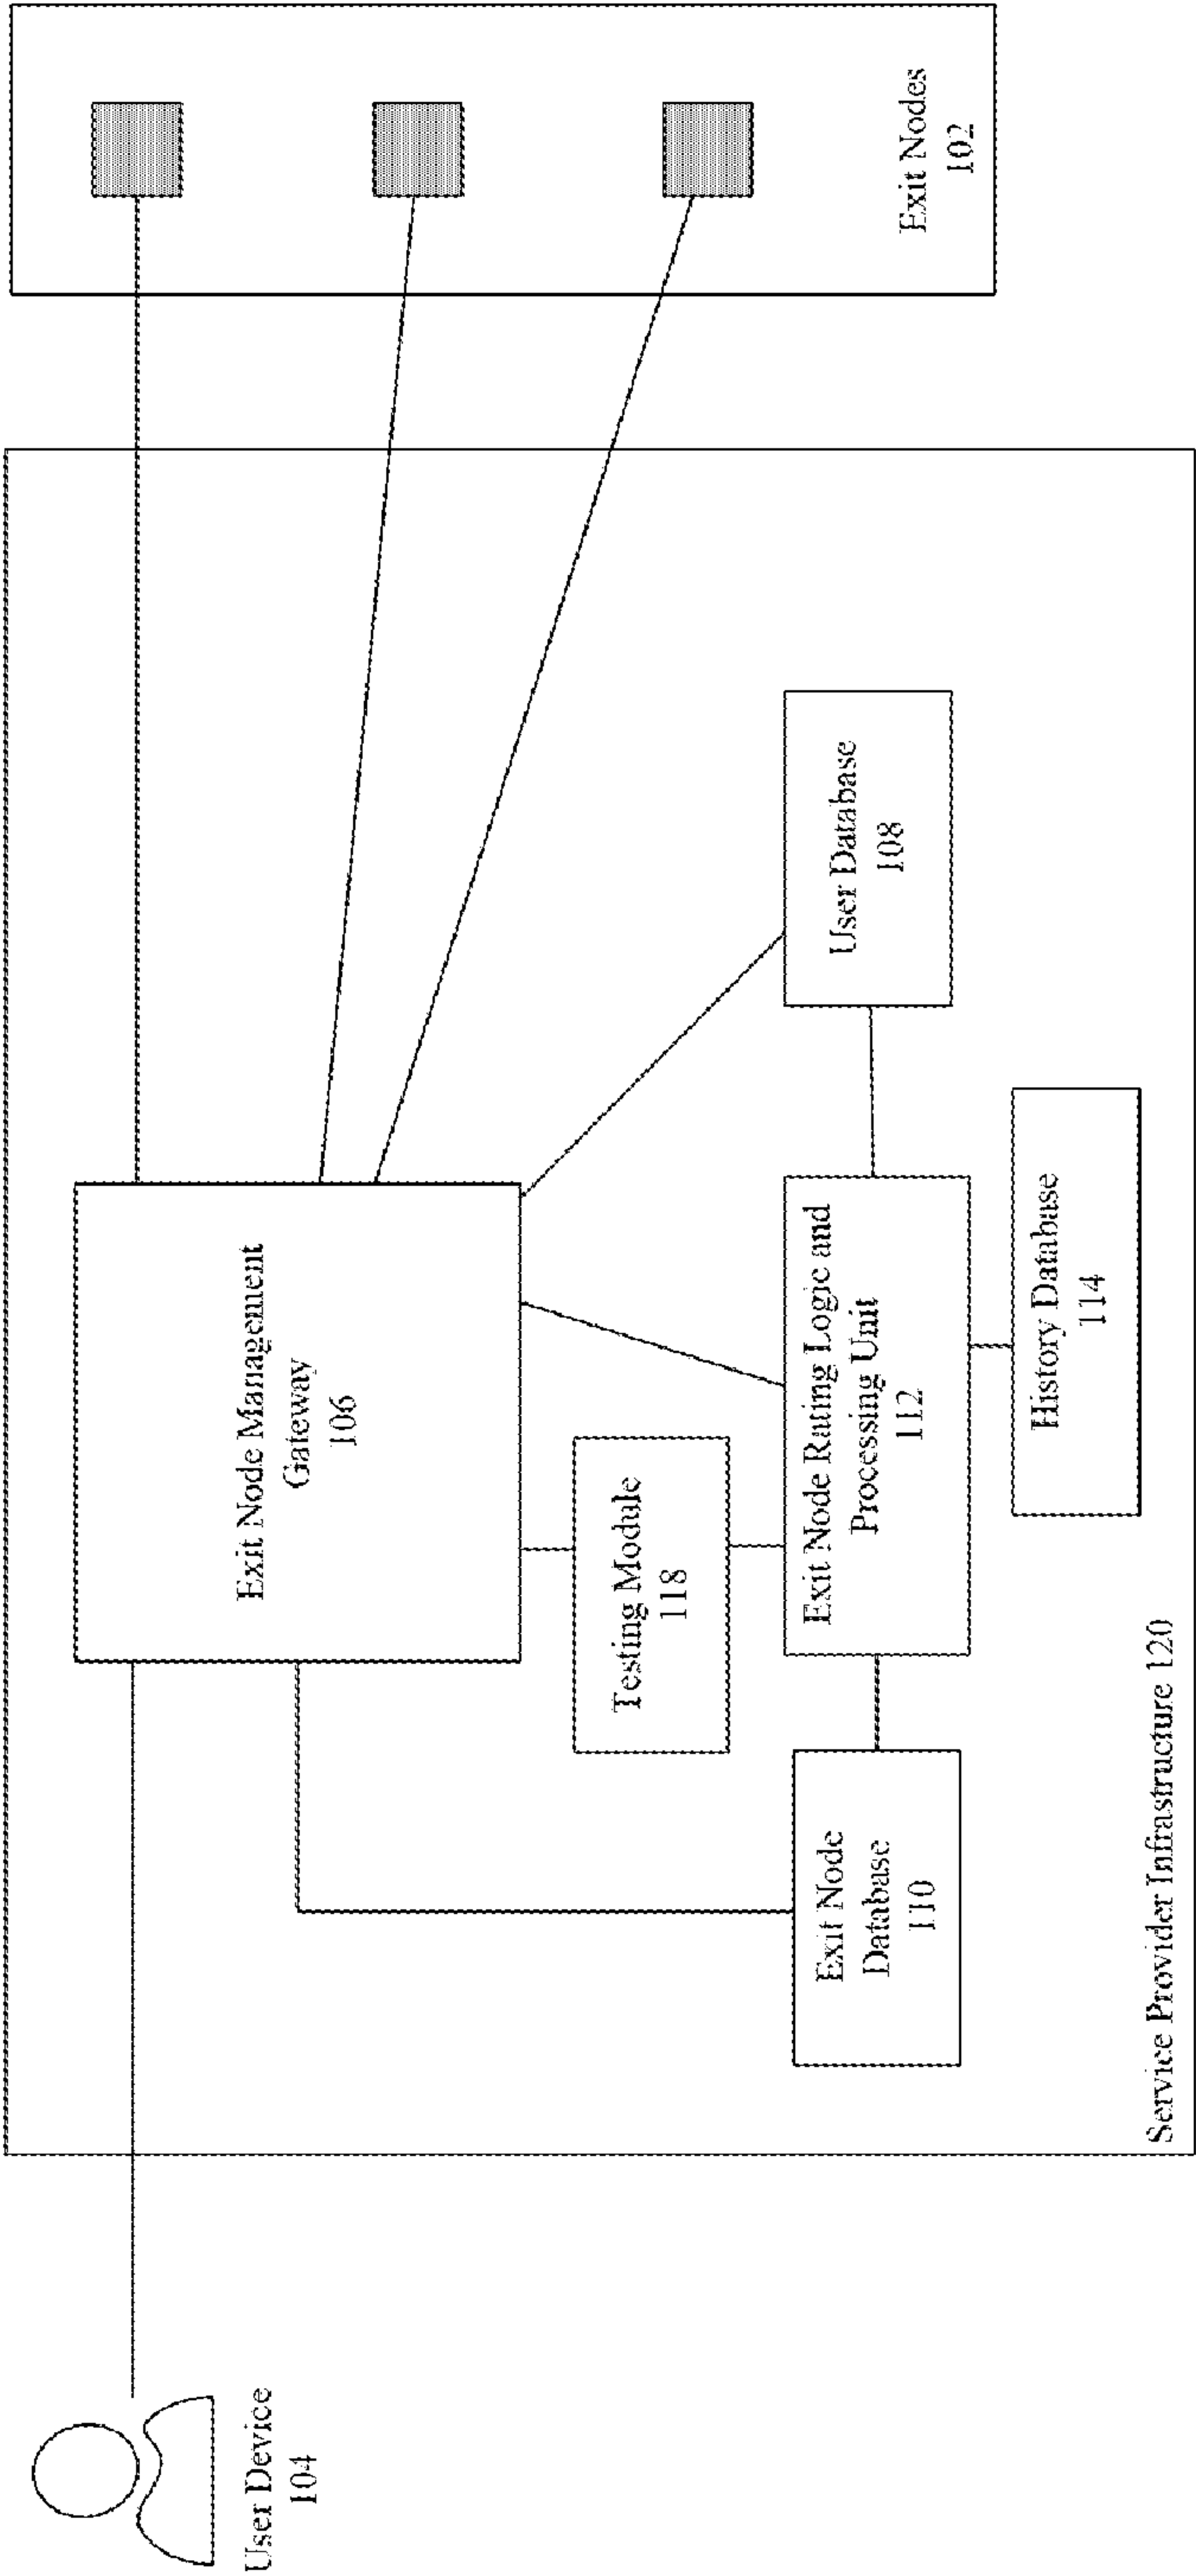 User Device
104
Exit Node Management
Gateway
106
Testing Module
118
Exit Node
Database
110
Exit Node Rating Logic and
Processing Unit
112
User Database
108
History Database
114
Service Provider Infrastructure 120
Exit Nodes
102